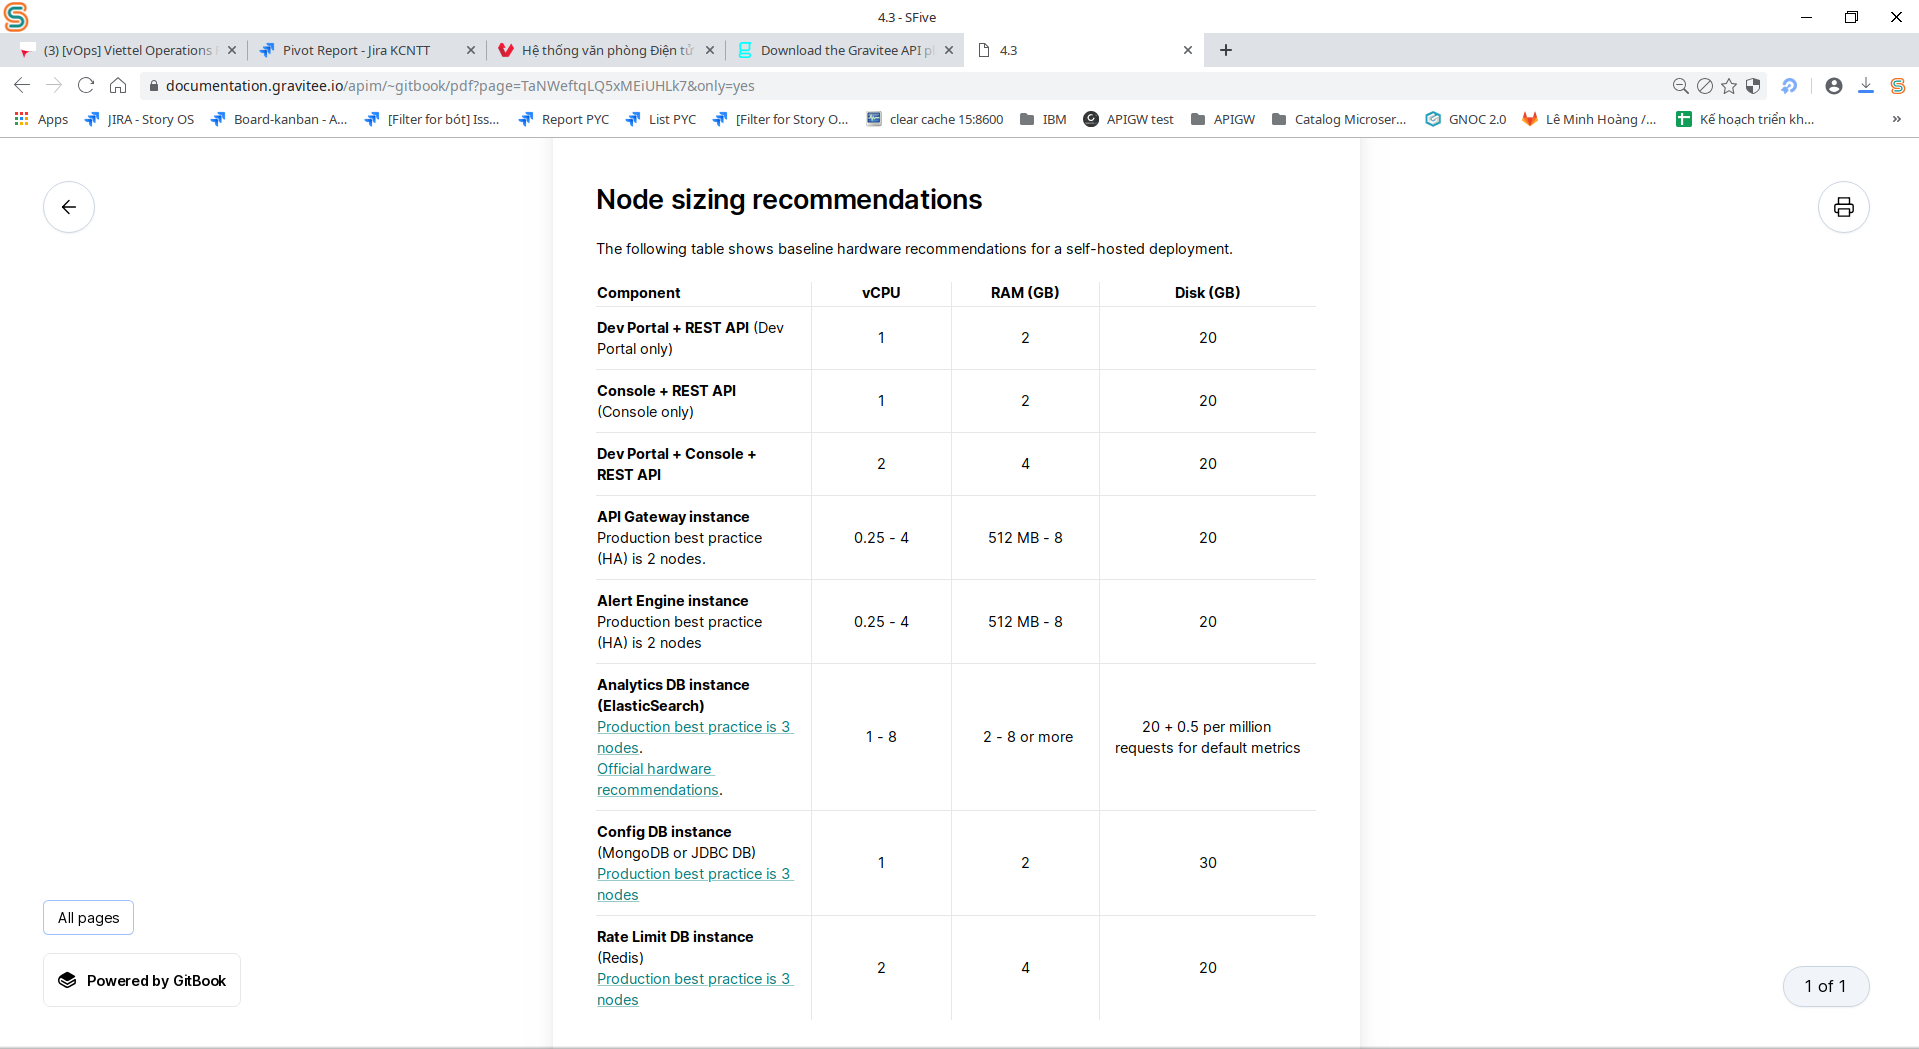 4.3 - SFive
(3) [vOps] Viettel Operations
Pivot Report - Jira KCNTT
Hệ thống văn phòng Điện tử
Download the Gravitee API pl
4.3
documentation.gravitee.io/apim/~gitbook/pdf?page=TaNWeftqLQ5xMEiUHLk7&only=yes
Apps
JIRA - Story OS
Board-kanban - A...
[Filter for bót] Iss...
Report PYC
List PYC
[Filter for Story O...
clear cache 15:8600
IBM
APIGW test
APIGW
Catalog Microser...
GNOC 2.0
Lê Minh Hoàng /...
Kế hoạch triển kh...
»
Node sizing recommendations
The following table shows baseline hardware recommendations for a self-hosted deployment.
Component vCPU RAM (GB) Disk (GB)
Dev Portal + REST API (Dev
Portal only)
1 2 20
Console + REST API
(Console only)
1 2 20
Dev Portal + Console +
REST API
2 4 20
API Gateway instance
Production best practice
(HA) is 2 nodes.
0.25 - 4 512 MB - 8 20
Alert Engine instance
Production best practice
(HA) is 2 nodes
0.25 - 4 512 MB - 8 20
Analytics DB instance
(ElasticSearch)
Production best practice is 3
nodes.
Official hardware
recommendations.
1 - 8 2 - 8 or more 20 + 0.5 per million
requests for default metrics
Config DB instance
(MongoDB or JDBC DB)
Production best practice is 3
nodes
1 2 30
Rate Limit DB instance
(Redis)
Production best practice is 3
nodes
2 4 20
All pages
Powered by GitBook
1 of 1